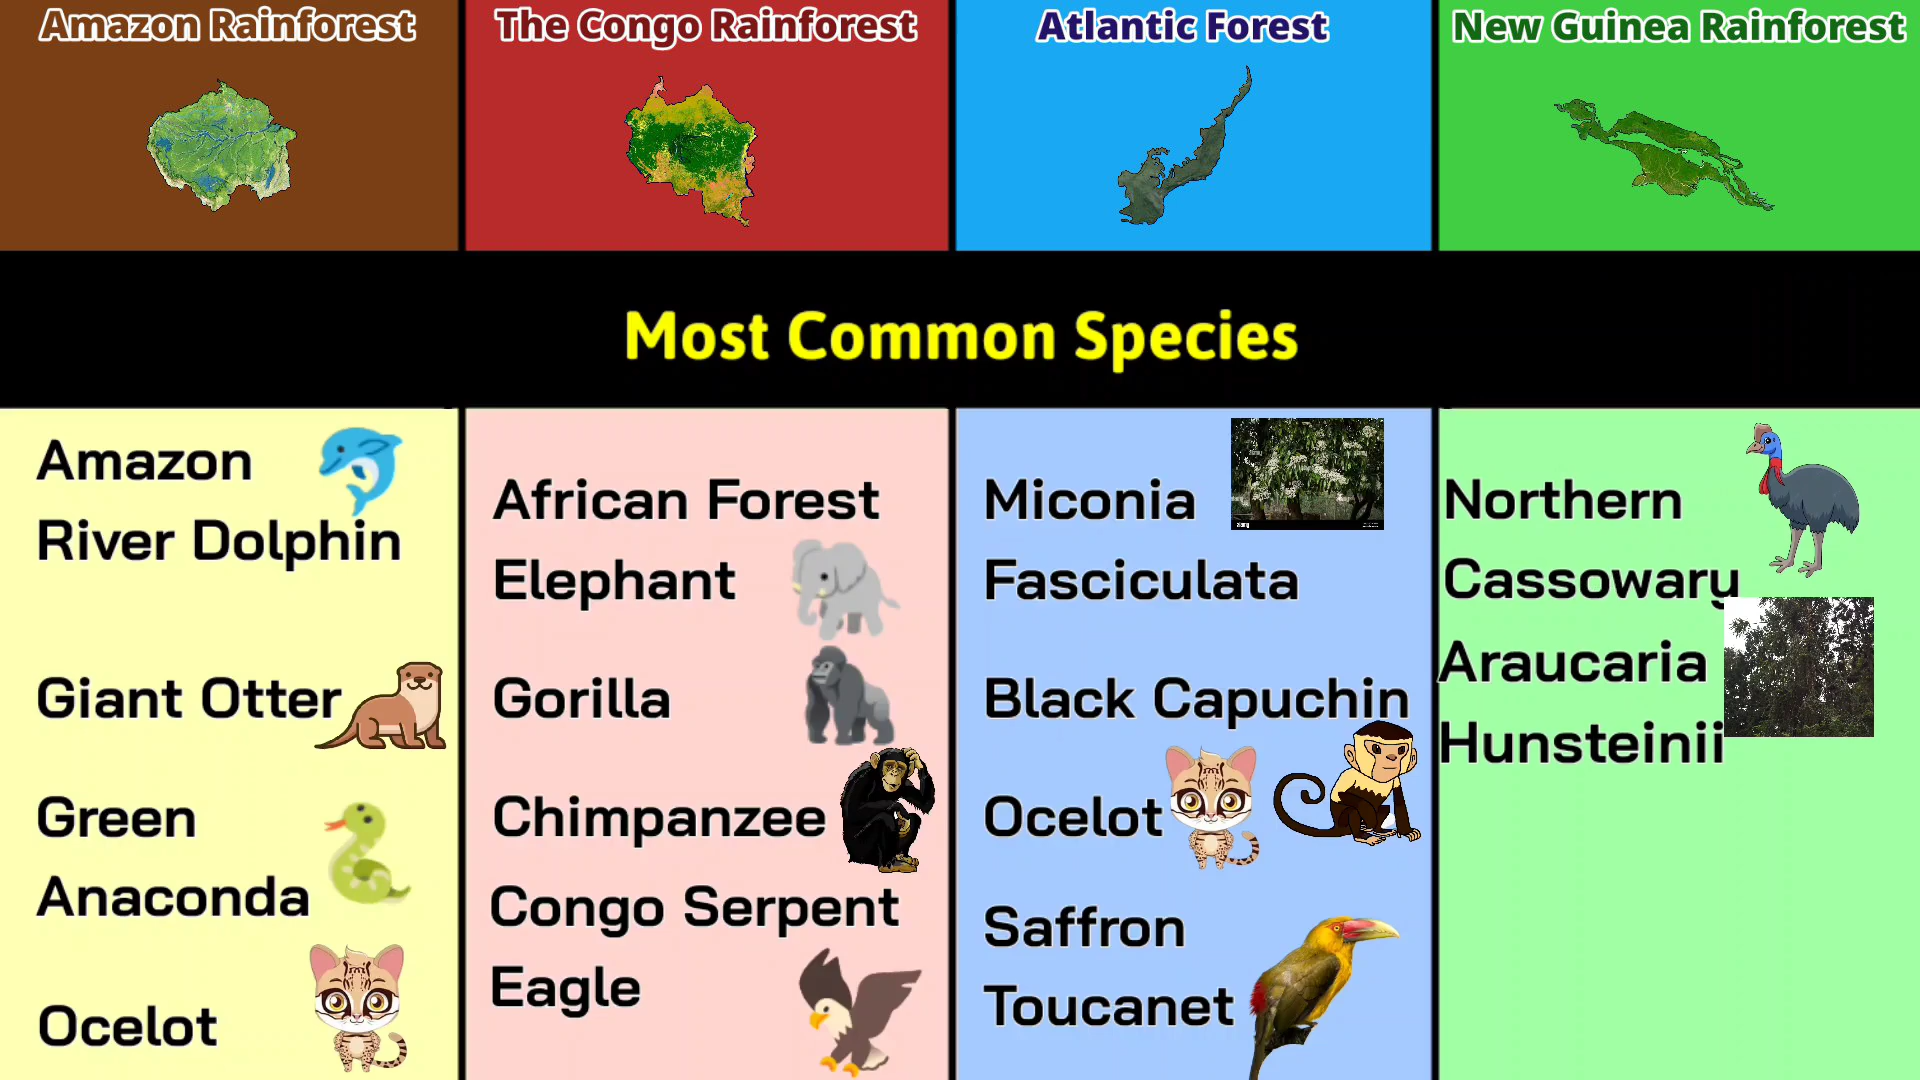 Amazon Rainforest
The Congo Rainforest
Atlantic Forest
New Guinea Rainforest
Most Common Species
Amazon
River Dolphin
Giant Otter
Green
Anaconda
Ocelot
African Forest
Elephant
Gorilla
Chimpanzee
Congo Serpent
Eagle
Miconia
Fasciculata
Black Capuchin
Ocelot
Saffron
Toucanet
Northern
Cassowary
Araucaria
Hunsteinii
alamy